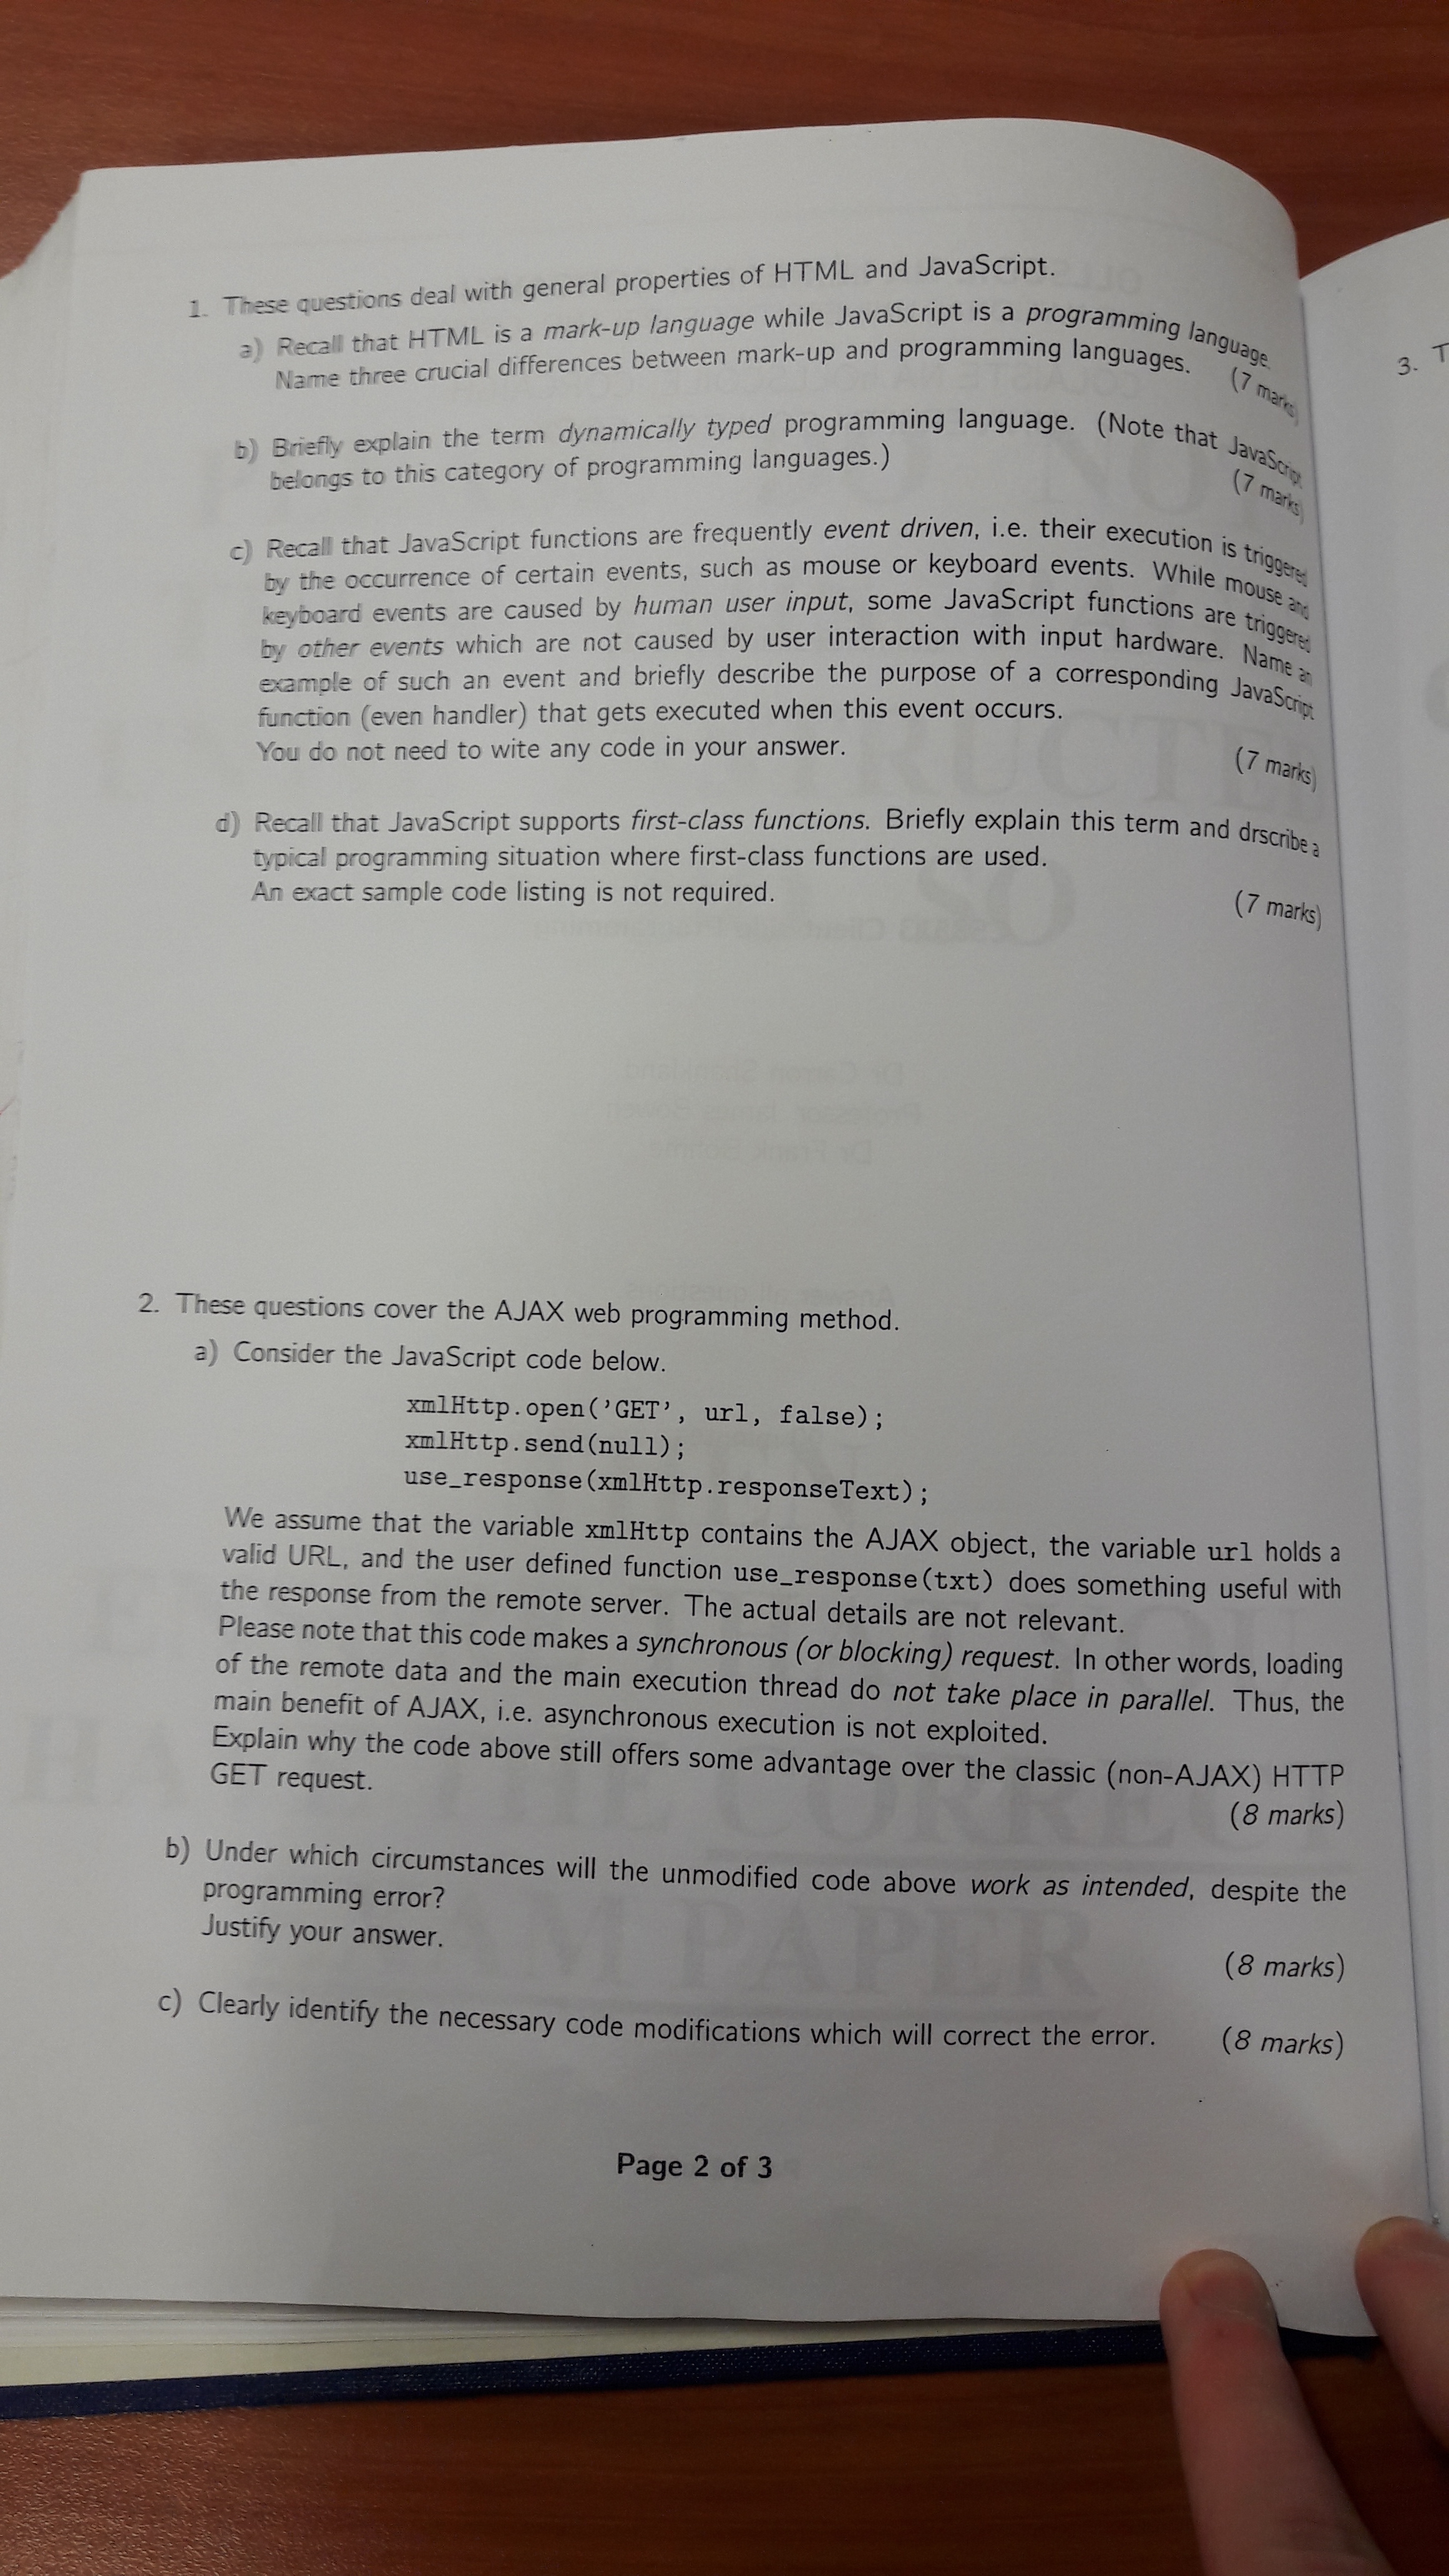 1. These questions deal with general properties of HTML and JavaScript.
a) Recall that HTML is a mark-up language while JavaScript is a programming language.
Name three crucial differences between mark-up and programming languages.
(7 marks)
b) Briefly explain the term dynamically typed programming language. (Note that JavaScript
belongs to this category of programming languages.)
(7 marks)
c) Recall that JavaScript functions are frequently event driven, i.e. their execution is triggered
by the occurrence of certain events, such as mouse or keyboard events. While mouse and
keyboard events are caused by human user input, some JavaScript functions are triggered
by other events which are not caused by user interaction with input hardware. Name an
example of such an event and briefly describe the purpose of a corresponding JavaScript
function (even handler) that gets executed when this event occurs.
You do not need to wite any code in your answer.
(7 marks)
d) Recall that JavaScript supports first-class functions. Briefly explain this term and drscribe a
typical programming situation where first-class functions are used.
An exact sample code listing is not required.
(7 marks)
2. These questions cover the AJAX web programming method.
a) Consider the JavaScript code below.
xmlHttp.open('GET', url, false);
xmlHttp.send(null);
use_response(xmlHttp.responseText);
We assume that the variable xmlHttp contains the AJAX object, the variable url holds a
valid URL, and the user defined function use_response(txt) does something useful with
the response from the remote server. The actual details are not relevant.
Please note that this code makes a synchronous (or blocking) request. In other words, loading
of the remote data and the main execution thread do not take place in parallel. Thus, the
main benefit of AJAX, i.e. asynchronous execution is not exploited.
Explain why the code above still offers some advantage over the classic (non-AJAX) HTTP
GET request.
(8 marks)
b) Under which circumstances will the unmodified code above work as intended, despite the
programming error?
Justify your answer.
(8 marks)
c) Clearly identify the necessary code modifications which will correct the error.
(8 marks)
Page 2 of 3
3. T